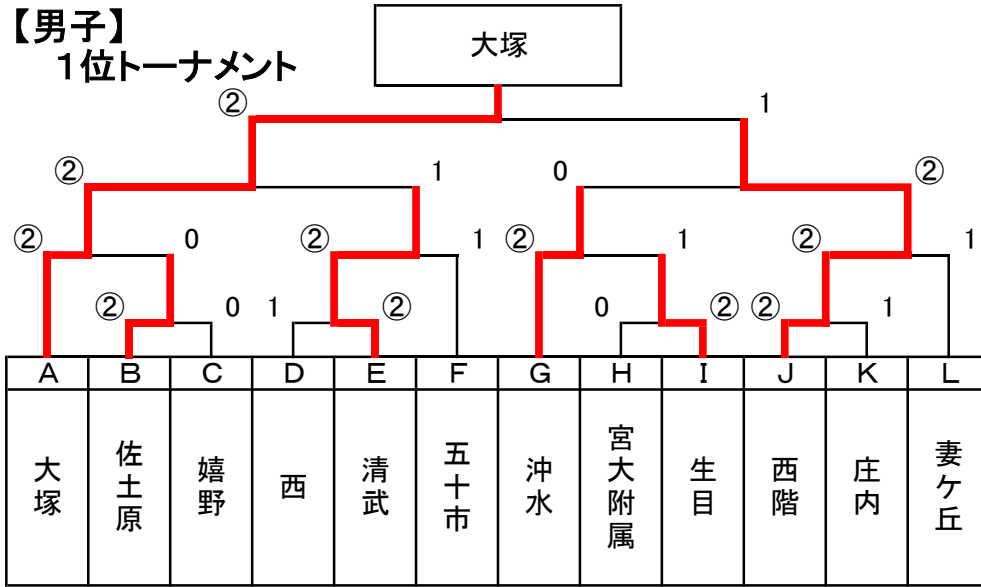 【男子】
１位トーナメント
大塚
② 1
② 1 0 ②
② 0 ② 1 ② 1 ② 1
② 0 1 ② 0 ② ② 1
A B C D E F G H I J K L
大塚 佐土原 嬉野 西 清武 五十市 沖水 宮大附属 生目 西階 庄内 妻ケ丘